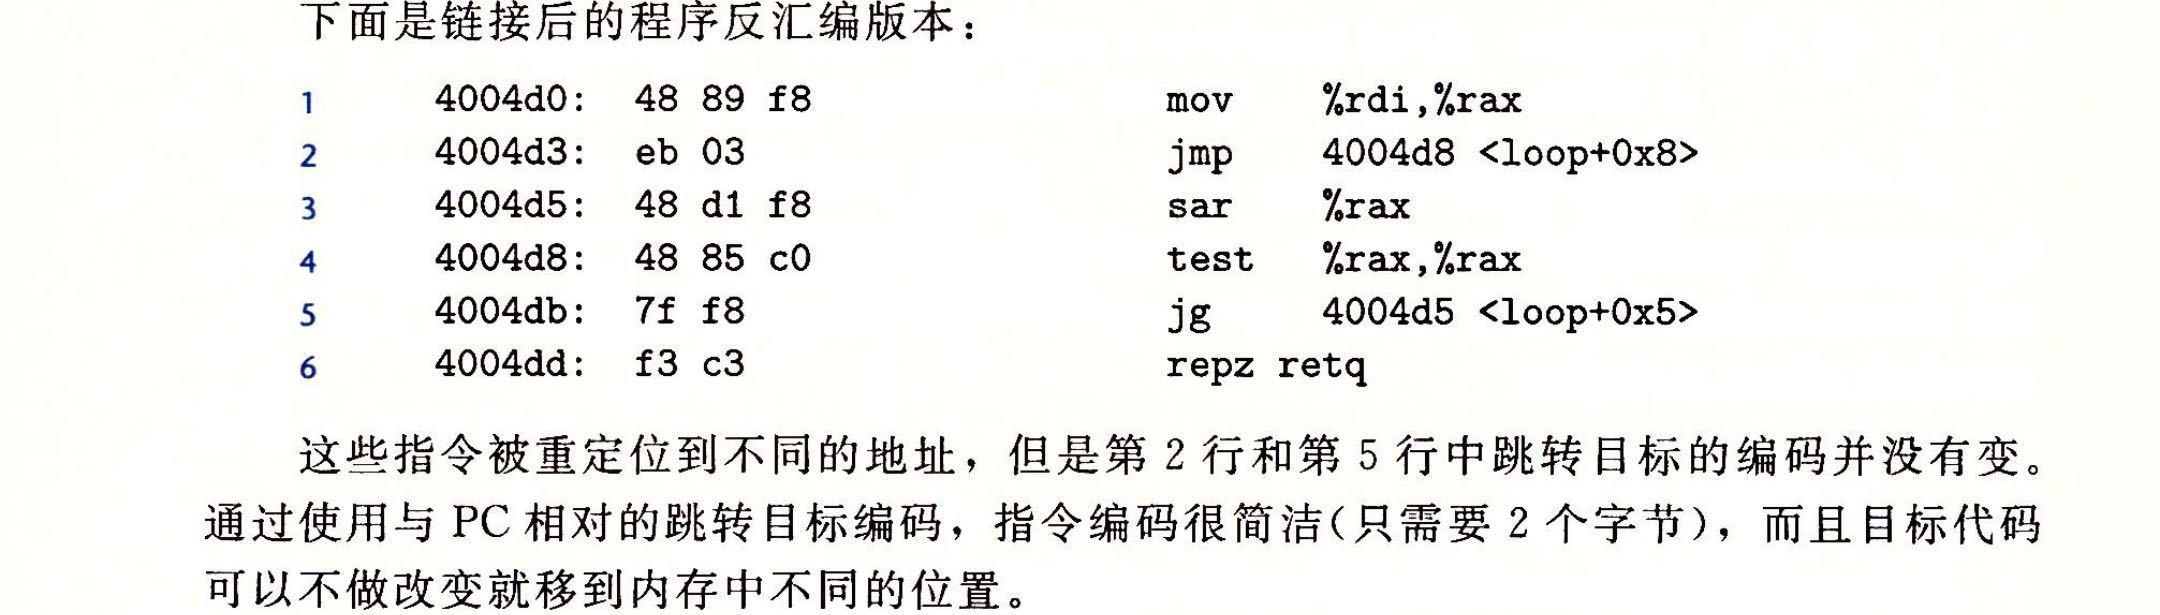 下面是链接后的程序反汇编版本：
1 4004d0: 48 89 f8 mov %rdi,%rax
2 4004d3: eb 03 jmp 4004d8 <loop+0x8>
3 4004d5: 48 d1 f8 sar %rax
4 4004d8: 48 85 c0 test %rax,%rax
5 4004db: 7f f8 jg 4004d5 <loop+0x5>
6 4004dd: f3 c3 repz retq
这些指令被重定位到不同的地址，但是第 2 行和第 5 行中跳转目标的编码并没有变。
通过使用与 PC 相对的跳转目标编码，指令编码很简洁(只需要 2 个字节)，而且目标代码
可以不做改变就移到内存中不同的位置。